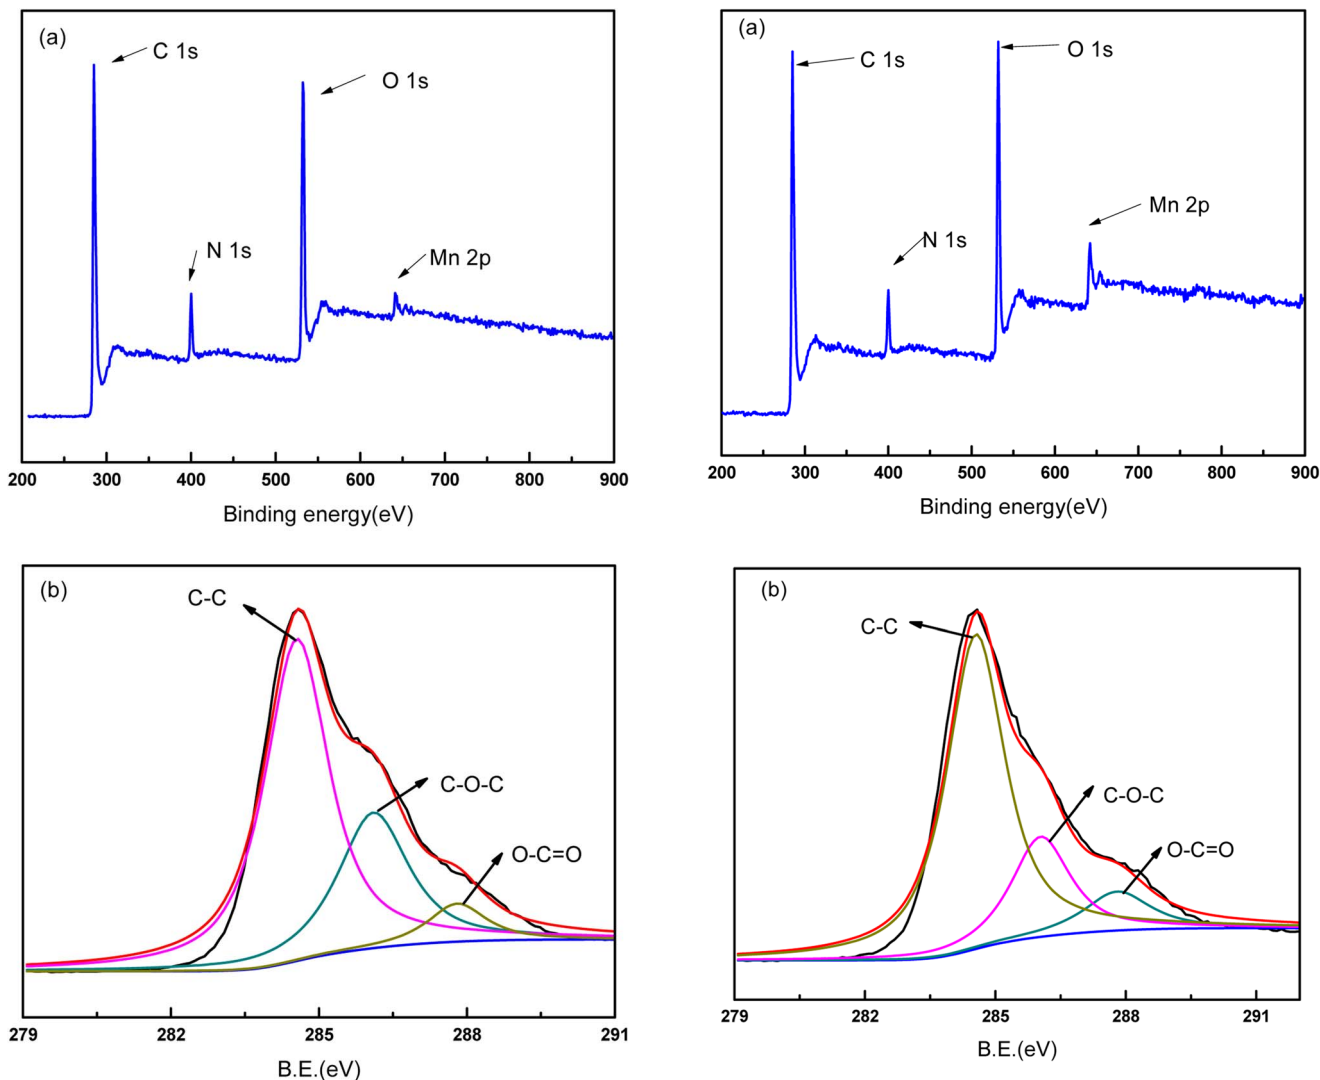 (a)
C 1s
O 1s
N 1s
Mn 2p
200 300 400 500 600 700 800 900
Binding energy(eV)
(a)
O 1s
C 1s
Mn 2p
N 1s
200 300 400 500 600 700 800 900
Binding energy(eV)
(b)
C-C
C-O-C
O-C=O
279 282 285 288 291
B.E.(eV)
(b)
C-C
C-O-C
O-C=O
279 282 285 288 291
B.E.(eV)